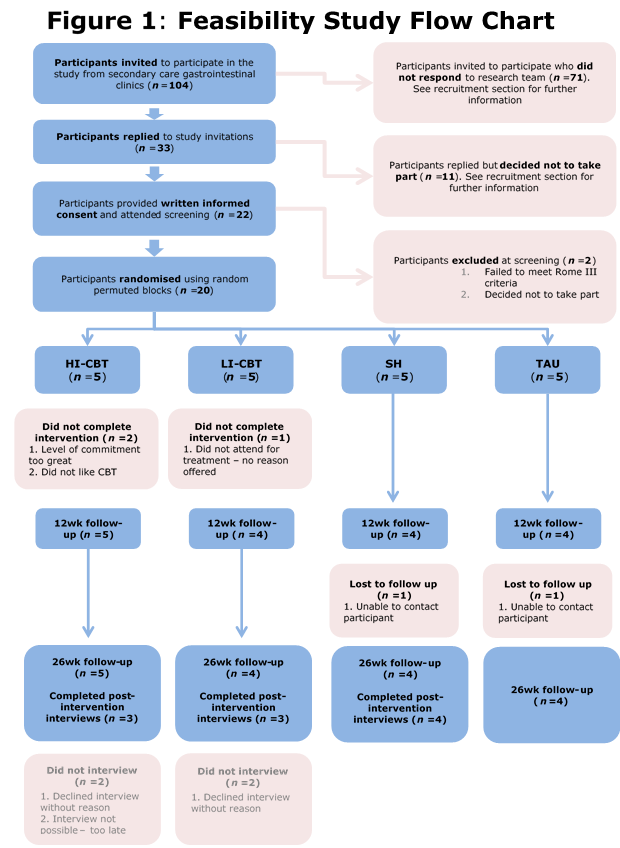 Figure 1: Feasibility Study Flow Chart
Participants invited to participate in the
study from secondary care gastrointestinal
clinics (n =104)
Participants invited to participate who did
not respond to research team (n =71).
See recruitment section for further
information
Participants replied to study invitations
(n =33)
Participants replied but decided not to take
part ( n =11). See recruitment section for
further information
Participants provided written informed
consent and attended screening (n =22)
Participants excluded at screening (n =2)
1. Failed to meet Rome III
criteria
2. Decided not to take part
Participants randomised using random
permuted blocks (n =20)
HI-CBT
(n =5)
LI-CBT
(n =5)
SH
(n =5)
TAU
(n =5)
Did not complete
intervention (n =2)
1. Level of commitment
too great
2. Did not like CBT
Did not complete
intervention (n =1)
1. Did not attend for
treatment – no reason
offered
12wk follow-
up (n =5)
12wk follow-
up (n =4)
12wk follow-
up (n =4)
12wk follow-
up (n =4)
Lost to follow up
(n =1)
1. Unable to contact
participant
Lost to follow up
(n =1)
1. Unable to contact
participant
26wk follow-up
(n =5)
Completed post-
intervention
interviews (n =3)
26wk follow-up
(n =4)
Completed post-
intervention
interviews (n =3)
26wk follow-up
(n =4)
Completed post-
intervention
interviews (n =4)
26wk follow-up
(n =4)
Did not interview
(n =2)
1. Declined interview
without reason
2. Interview not
possible – too late
Did not interview
(n =2)
1. Declined interview
without reason